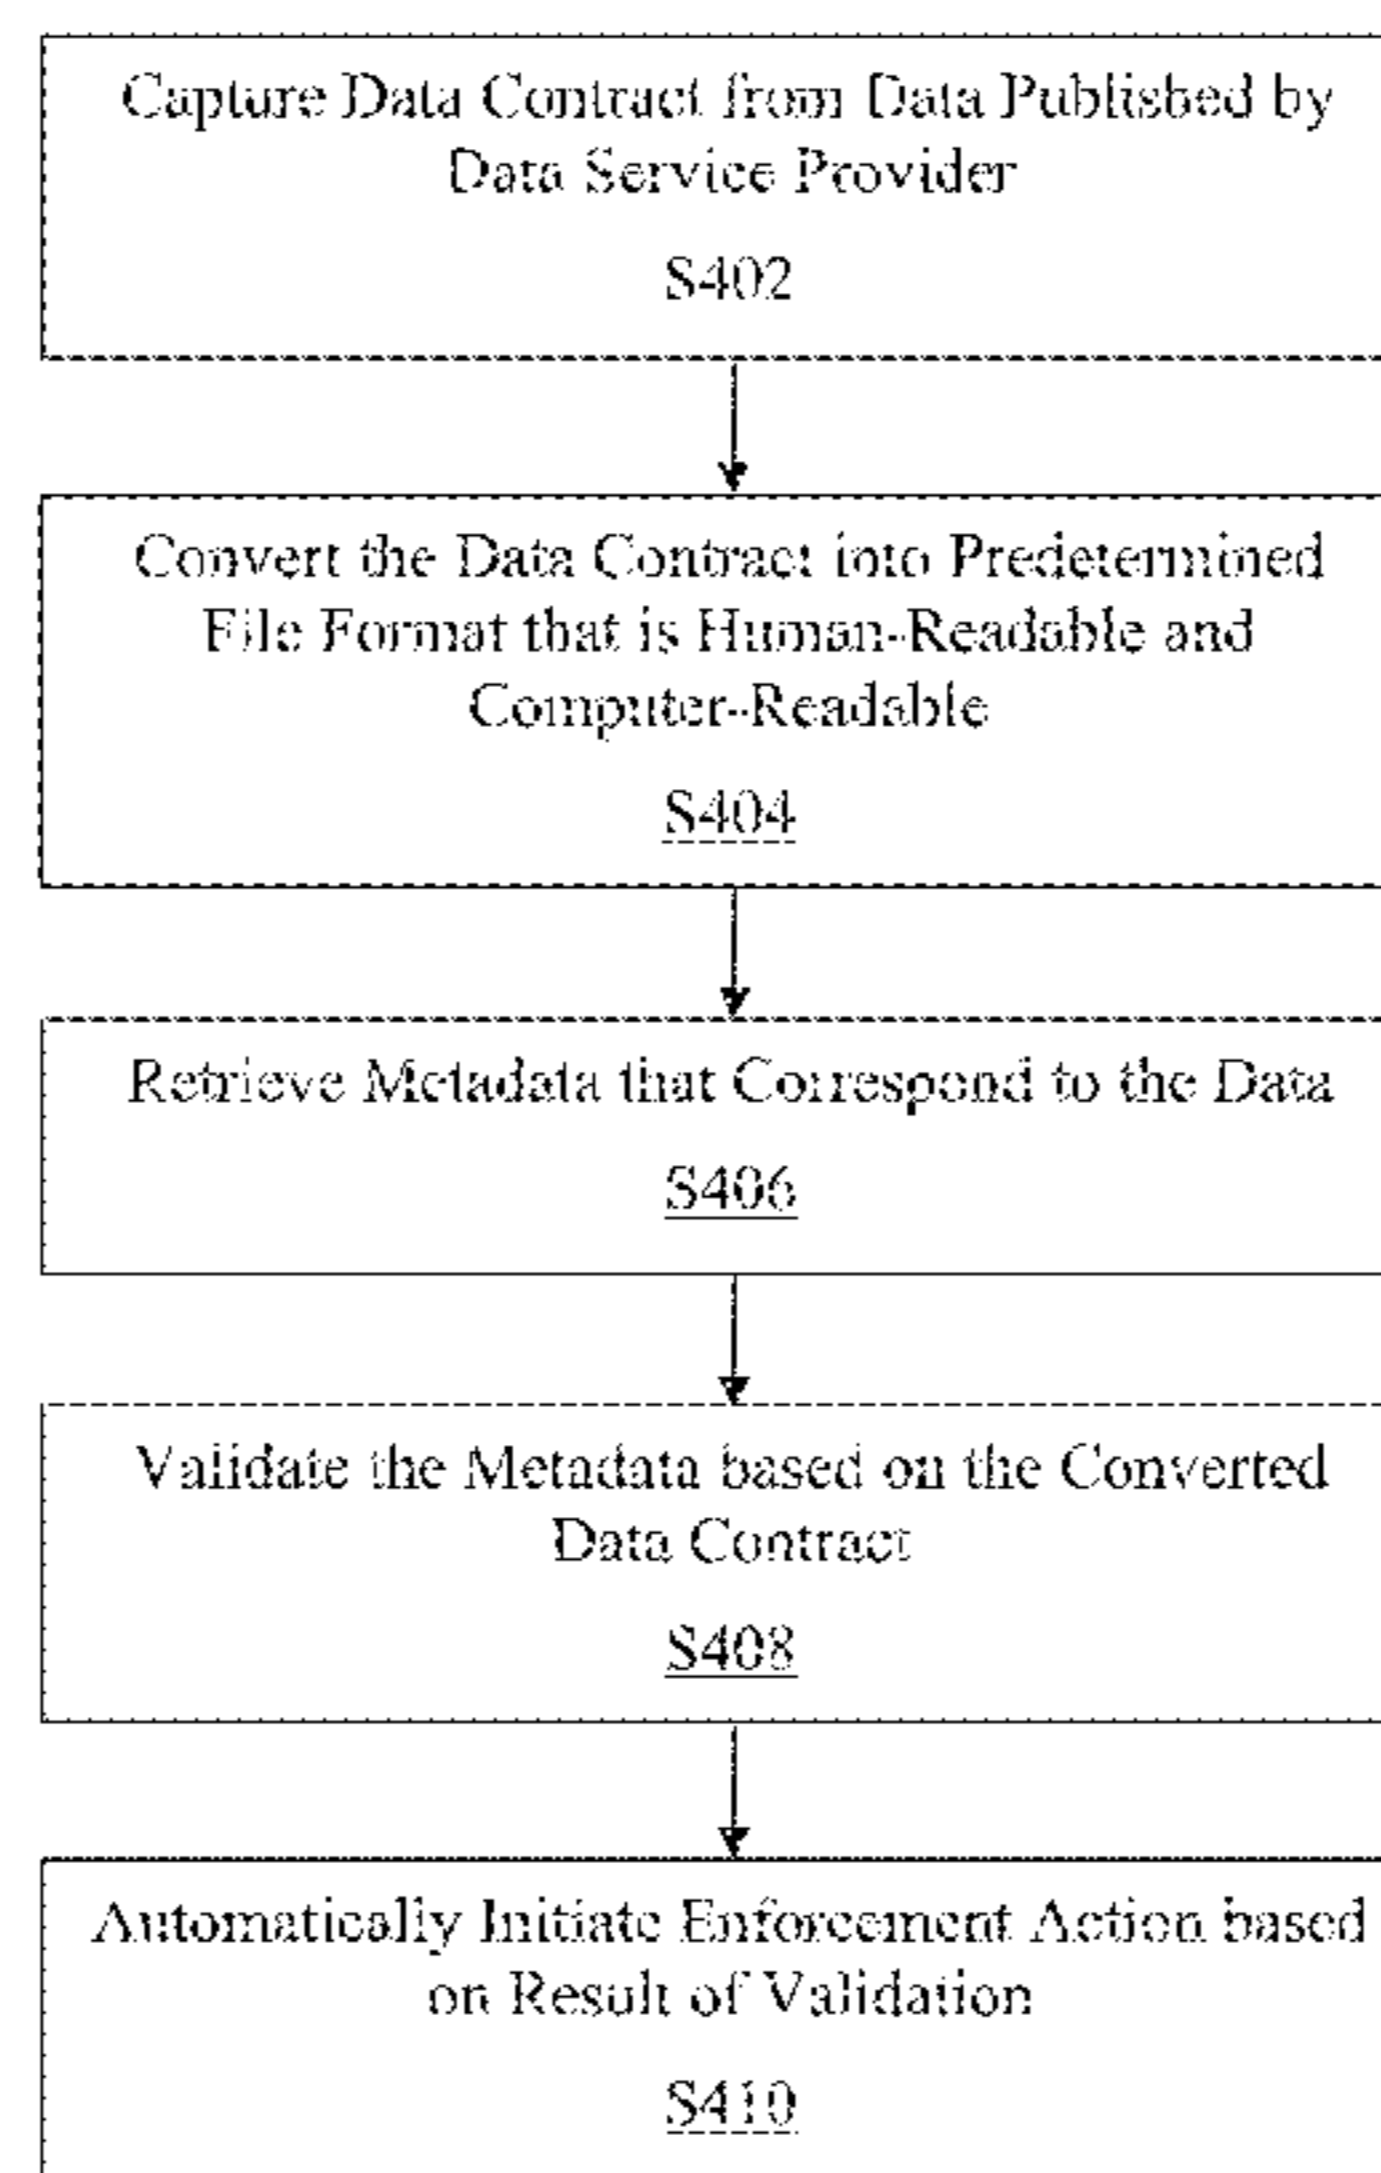 Capture Data Contract from Data Published by
Data Service Provider
S402
Convert the Data Contract into Predetermined
File Format that is Human-Readable and
Computer-Readable
S404
Retrieve Metadata that Correspond to the Data
S406
Validate the Metadata based on the Converted
Data Contract
S408
Automatically Initiate Enforcement Action based
on Result of Validation
S410